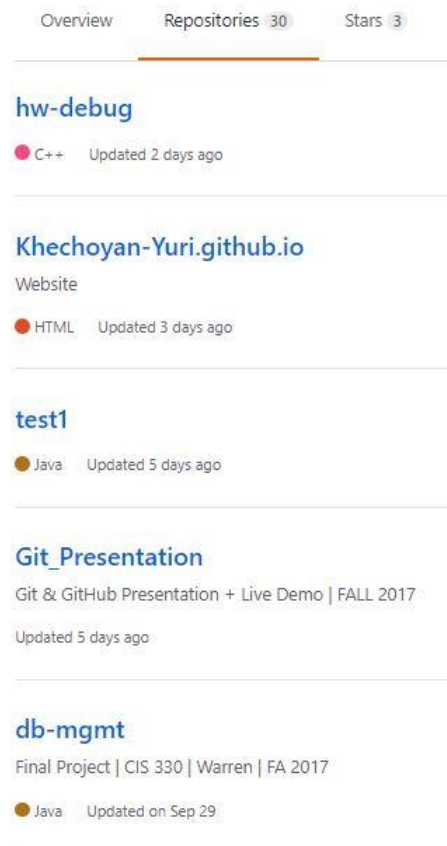 Overview Repositories 30 Stars 3
hw-debug
C++ Updated 2 days ago
Khechoyan-Yuri.github.io
Website
HTML Updated 3 days ago
test1
Java Updated 5 days ago
Git_Presentation
Git & GitHub Presentation + Live Demo | FALL 2017
Updated 5 days ago
db-mgmt
Final Project | CIS 330 | Warren | FA 2017
Java Updated on Sep 29